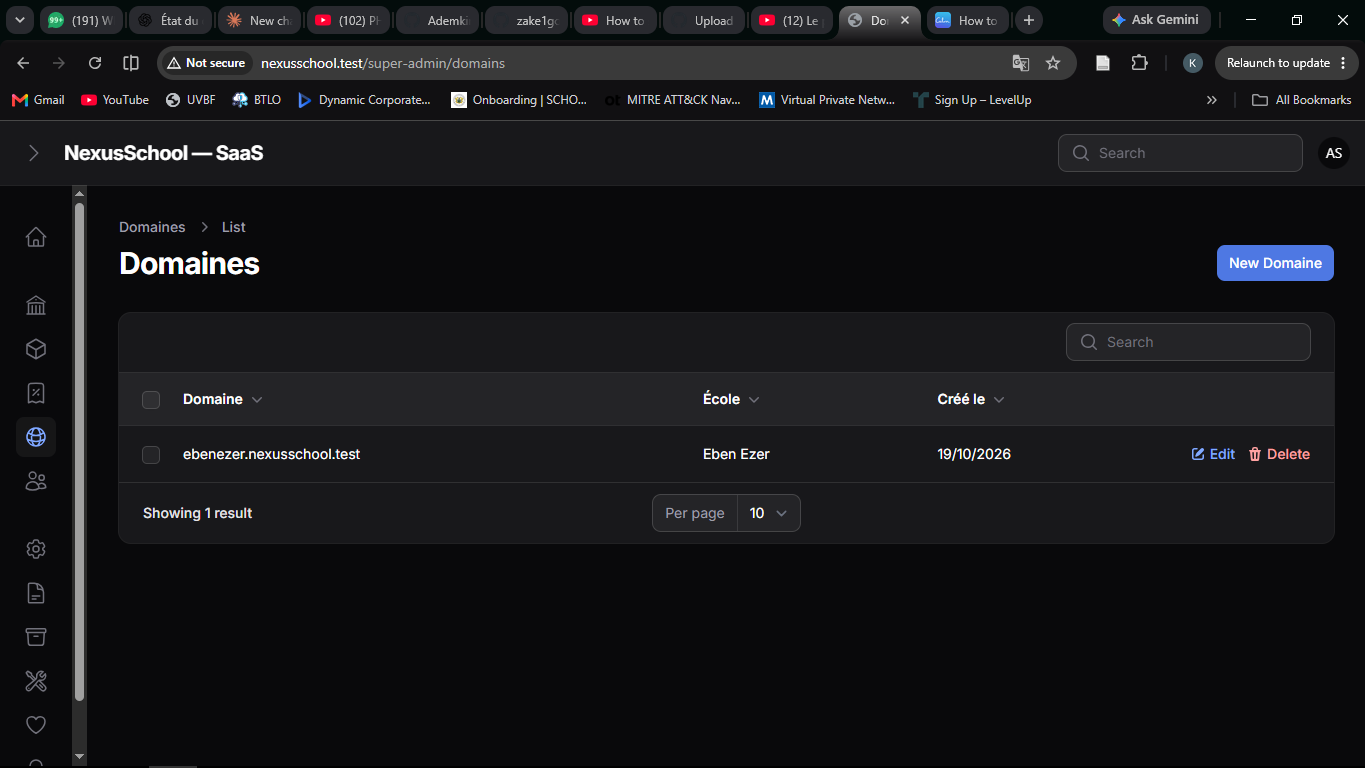 (191) W
État du
New cha
(102) Pl
Ademki
zake1gc
How to
Upload
(12) Le
Do
How to
Ask Gemini
Not secure
nexusschool.test/super-admin/domains
K
Relaunch to update
Gmail
YouTube
UVBF
BTLO
Dynamic Corporate...
Onboarding | SCHO...
MITRE ATT&CK Nav...
Virtual Private Netw...
Sign Up – LevelUp
»
All Bookmarks
NexusSchool — SaaS
Search
AS
Domaines > List
Domaines
New Domaine
Search
Domaine École Créé le
ebenezer.nexusschool.test Eben Ezer 19/10/2026 Edit Delete
Showing 1 result Per page 10